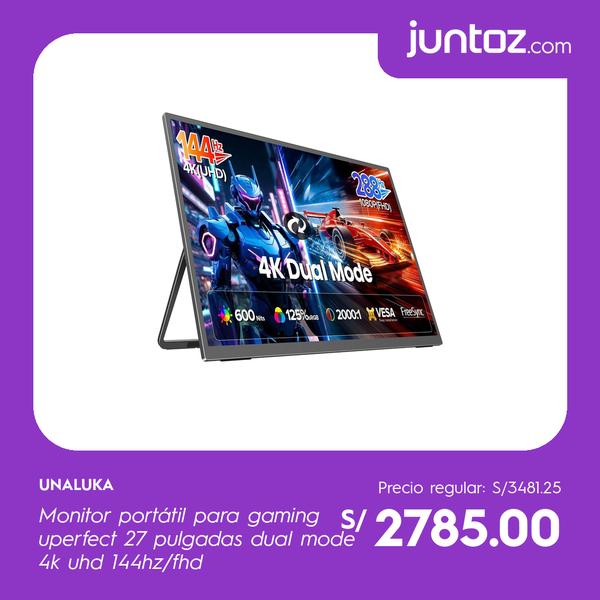 juntoz.com
144Hz
4K(UHD)
288Hz
1080P(FHD)
4K Dual Mode
600 Nits
125% sRGB
2000:1
VESA
FreeSync
UNALUKA
Monitor portátil para gaming
uperfect 27 pulgadas dual mode
4k uhd 144hz/fhd
Precio regular: S/3481.25
S/ 2785.00